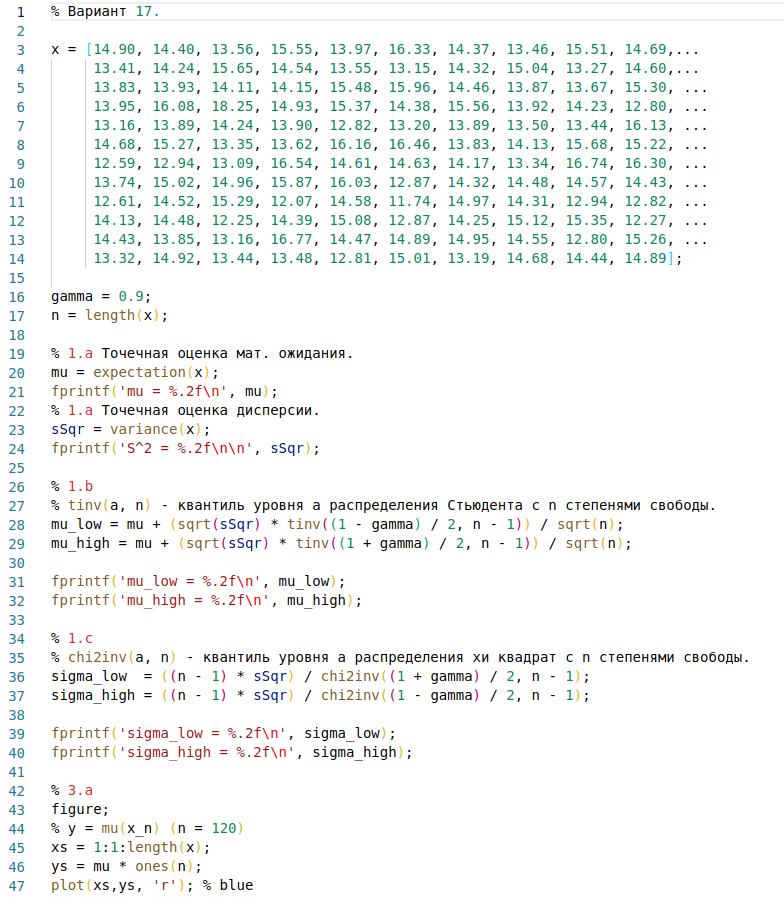 1 % Вариант 17.
2
3 x = [14.90, 14.40, 13.56, 15.55, 13.97, 16.33, 14.37, 13.46, 15.51, 14.69,...
4 13.41, 14.24, 15.65, 14.54, 13.55, 13.15, 14.32, 15.04, 13.27, 14.60,...
5 13.83, 13.93, 14.11, 14.15, 15.48, 15.96, 14.46, 13.87, 13.67, 15.30, ...
6 13.95, 16.08, 18.25, 14.93, 15.37, 14.38, 15.56, 13.92, 14.23, 12.80, ...
7 13.16, 13.89, 14.24, 13.90, 12.82, 13.20, 13.89, 13.50, 13.44, 16.13, ...
8 14.68, 15.27, 13.35, 13.62, 16.16, 16.46, 13.83, 14.13, 15.68, 15.22, ...
9 12.59, 12.94, 13.09, 16.54, 14.61, 14.63, 14.17, 13.34, 16.74, 16.30, ...
10 13.74, 15.02, 14.96, 15.87, 16.03, 12.87, 14.32, 14.48, 14.57, 14.43, ...
11 12.61, 14.52, 15.29, 12.07, 14.58, 11.74, 14.97, 14.31, 12.94, 12.82, ...
12 14.13, 14.48, 12.25, 14.39, 15.08, 12.87, 14.25, 15.12, 15.35, 12.27, ...
13 14.43, 13.85, 13.16, 16.77, 14.47, 14.89, 14.95, 14.55, 12.80, 15.26, ...
14 13.32, 14.92, 13.44, 13.48, 12.81, 15.01, 13.19, 14.68, 14.44, 14.89];
15
16 gamma = 0.9;
17 n = length(x);
18
19 % 1.a Точечная оценка мат. ожидания.
20 mu = expectation(x);
21 fprintf('mu = %.2f\n', mu);
22 % 1.a Точечная оценка дисперсии.
23 sSqr = variance(x);
24 fprintf('S^2 = %.2f\n\n', sSqr);
25
26 % 1.b
27 % tinv(a, n) - квантиль уровня a распределения Стьюдента с n степенями свободы.
28 mu_low = mu + (sqrt(sSqr) * tinv((1 - gamma) / 2, n - 1)) / sqrt(n);
29 mu_high = mu + (sqrt(sSqr) * tinv((1 + gamma) / 2, n - 1)) / sqrt(n);
30
31 fprintf('mu_low = %.2f\n', mu_low);
32 fprintf('mu_high = %.2f\n', mu_high);
33
34 % 1.c
35 % chi2inv(a, n) - квантиль уровня a распределения хи квадрат с n степенями свободы.
36 sigma_low  = ((n - 1) * sSqr) / chi2inv((1 + gamma) / 2, n - 1);
37 sigma_high = ((n - 1) * sSqr) / chi2inv((1 - gamma) / 2, n - 1);
38
39 fprintf('sigma_low = %.2f\n', sigma_low);
40 fprintf('sigma_high = %.2f\n', sigma_high);
41
42 % 3.a
43 figure;
44 % y = mu(x_n) (n = 120)
45 xs = 1:1:length(x);
46 ys = mu * ones(n);
47 plot(xs,ys, 'r'); % blue